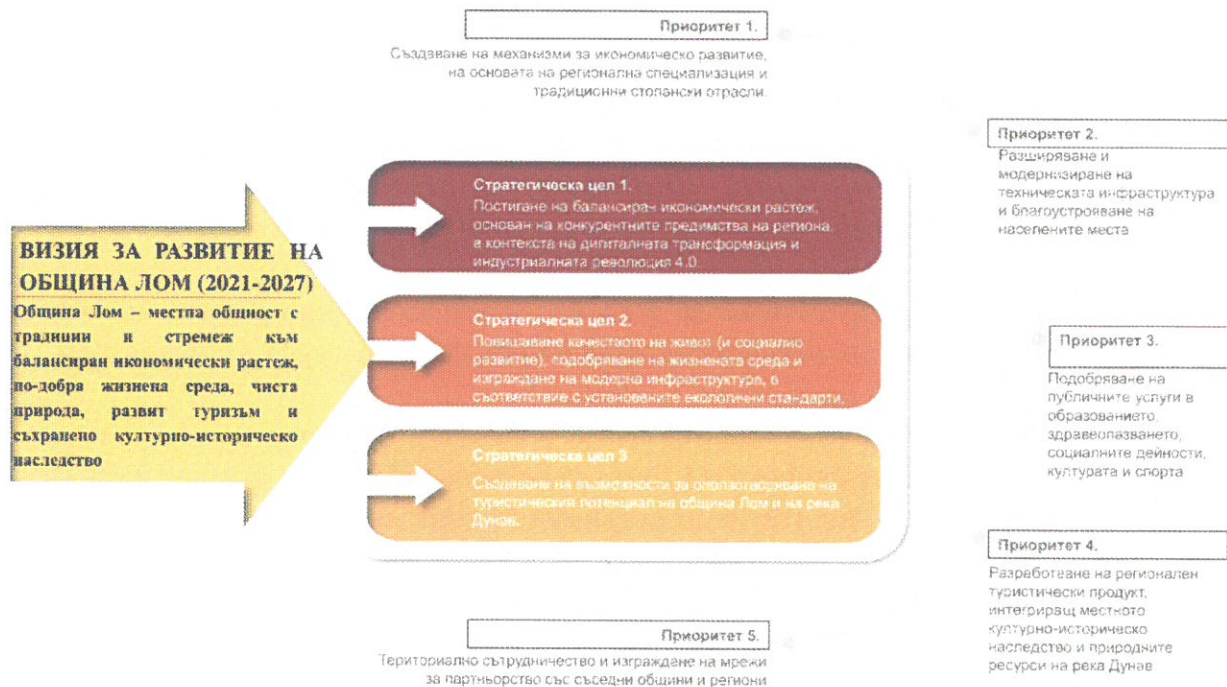 Приоритет 1.
Създаване на механизми за икономическо развитие,
на основата на регионална специализация и
традиционни стопански отрасли.
Приоритет 2.
Разширяване и
модернизиране на
техническата инфраструктура
и благоустрояване на
населените места
ВИЗИЯ ЗА РАЗВИТИЕ НА
ОБЩИНА ЛОМ (2021-2027)
Община Лом – местна общност с
традиции и стремеж към
балансиран икономически растеж,
по-добра жизнена среда, чиста
природа, развит туризъм и
съхранено културно-историческо
наследство
Стратегическа цел 1.
Постигане на балансиран икономически растеж,
основан на конкурентните предимства на региона,
в контекста на дигиталната трансформация и
индустриалната революция 4.0
Стратегическа цел 2.
Повишаване качеството на живот (и социално
развитие), подобряване на жизнената среда и
изграждане на модерна инфраструктура, в
съответствие с установените екологични стандарти.
Стратегическа цел 3
Създаване на възможности за оползотворяване на
туристическия потенциал на община Лом и на река
Дунав.
Приоритет 3.
Подобряване на
публичните услуги в
образованието,
здравеопазването,
социалните дейности,
културата и спорта
Приоритет 4.
Разработване на регионален
туристически продукт,
интегриращ местното
културно-историческо
наследство и природните
ресурси на река Дунав
Приоритет 5.
Териториално сътрудничество и изграждане на мрежи
за партньорство със съседни общини и региони